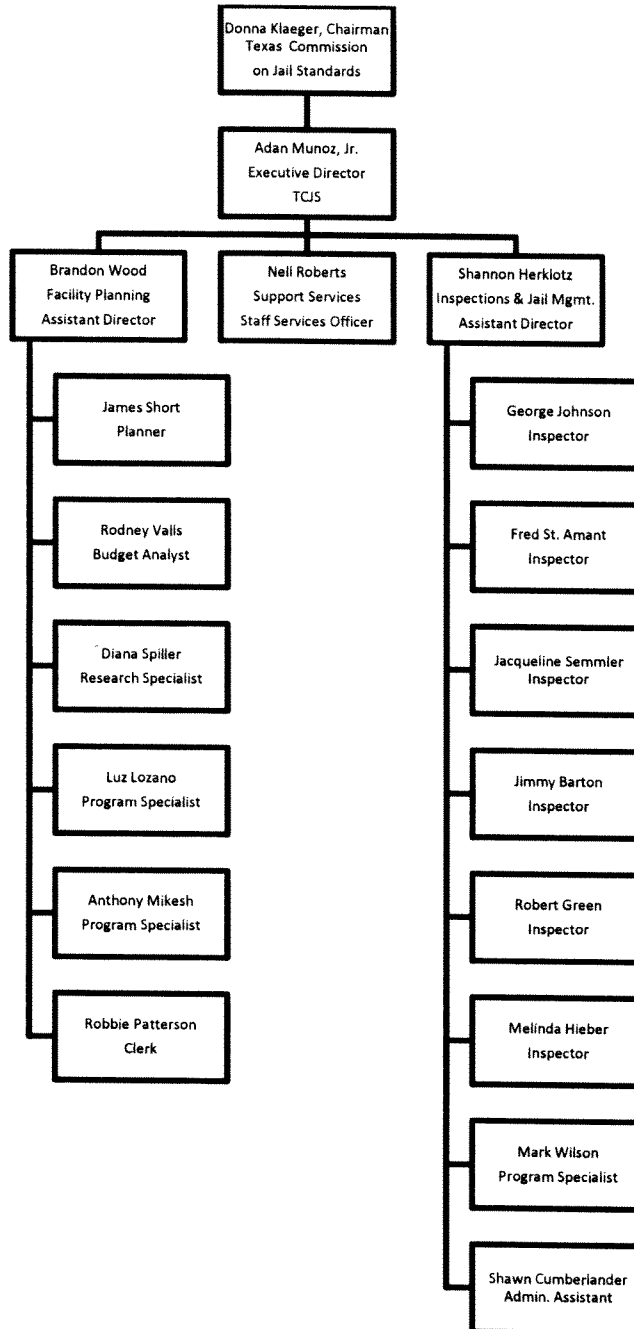 Donna Klaeger, Chairman
Texas Commission
on Jail Standards
Adan Munoz, Jr.
Executive Director
TCJS
Brandon Wood
Facility Planning
Assistant Director
Nell Roberts
Support Services
Staff Services Officer
Shannon Herklotz
Inspections & Jail Mgmt.
Assistant Director
James Short
Planner
Rodney Valls
Budget Analyst
Diana Spiller
Research Specialist
Luz Lozano
Program Specialist
Anthony Mikesh
Program Specialist
Robbie Patterson
Clerk
George Johnson
Inspector
Fred St. Amant
Inspector
Jacqueline Semmler
Inspector
Jimmy Barton
Inspector
Robert Green
Inspector
Melinda Hieber
Inspector
Mark Wilson
Program Specialist
Shawn Cumberlander
Admin. Assistant